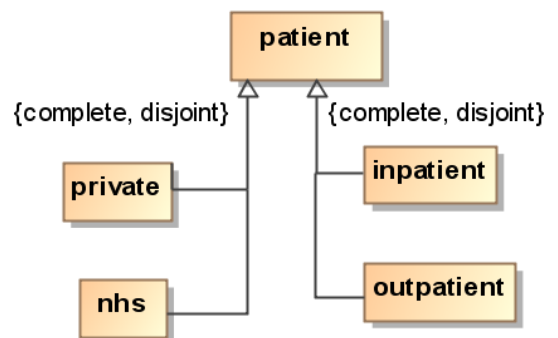 patient
{complete, disjoint}
{complete, disjoint}
private
inpatient
nhs
outpatient